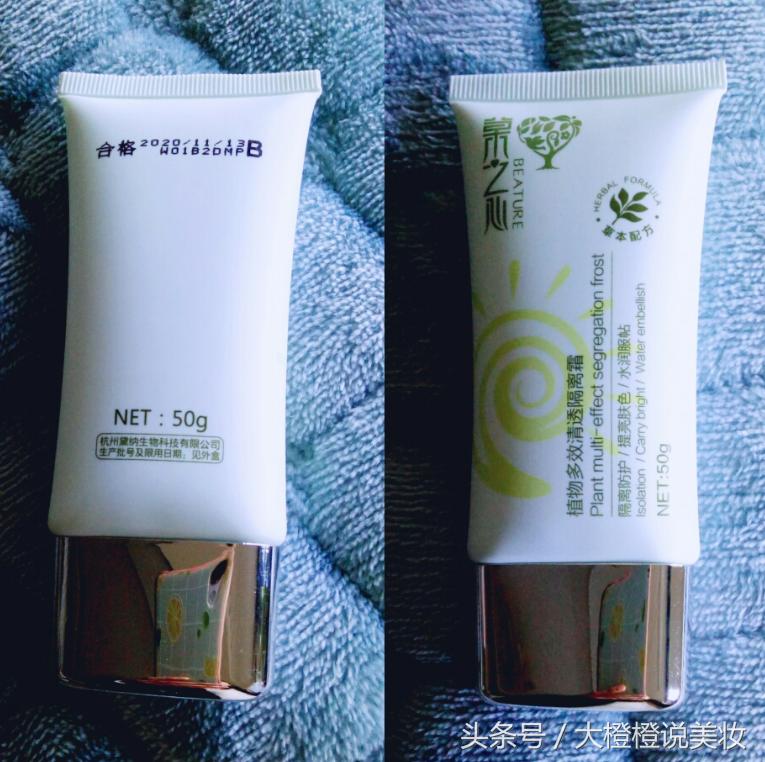 合格 2020/11/13 B
W01B2DMP
NET：50g
杭州黛纳生物科技有限公司
生产批号及限用日期：见外盒
BEATURE
HERBAL FORMULA
草本配方
植物多效清透隔离霜
Plant multi-effect segregation frost
隔离防护 / 提亮肤色 / 水润服帖
Isolation / Carry bright / Water embellish
NET:50g
头条号 / 大橙橙说美妆